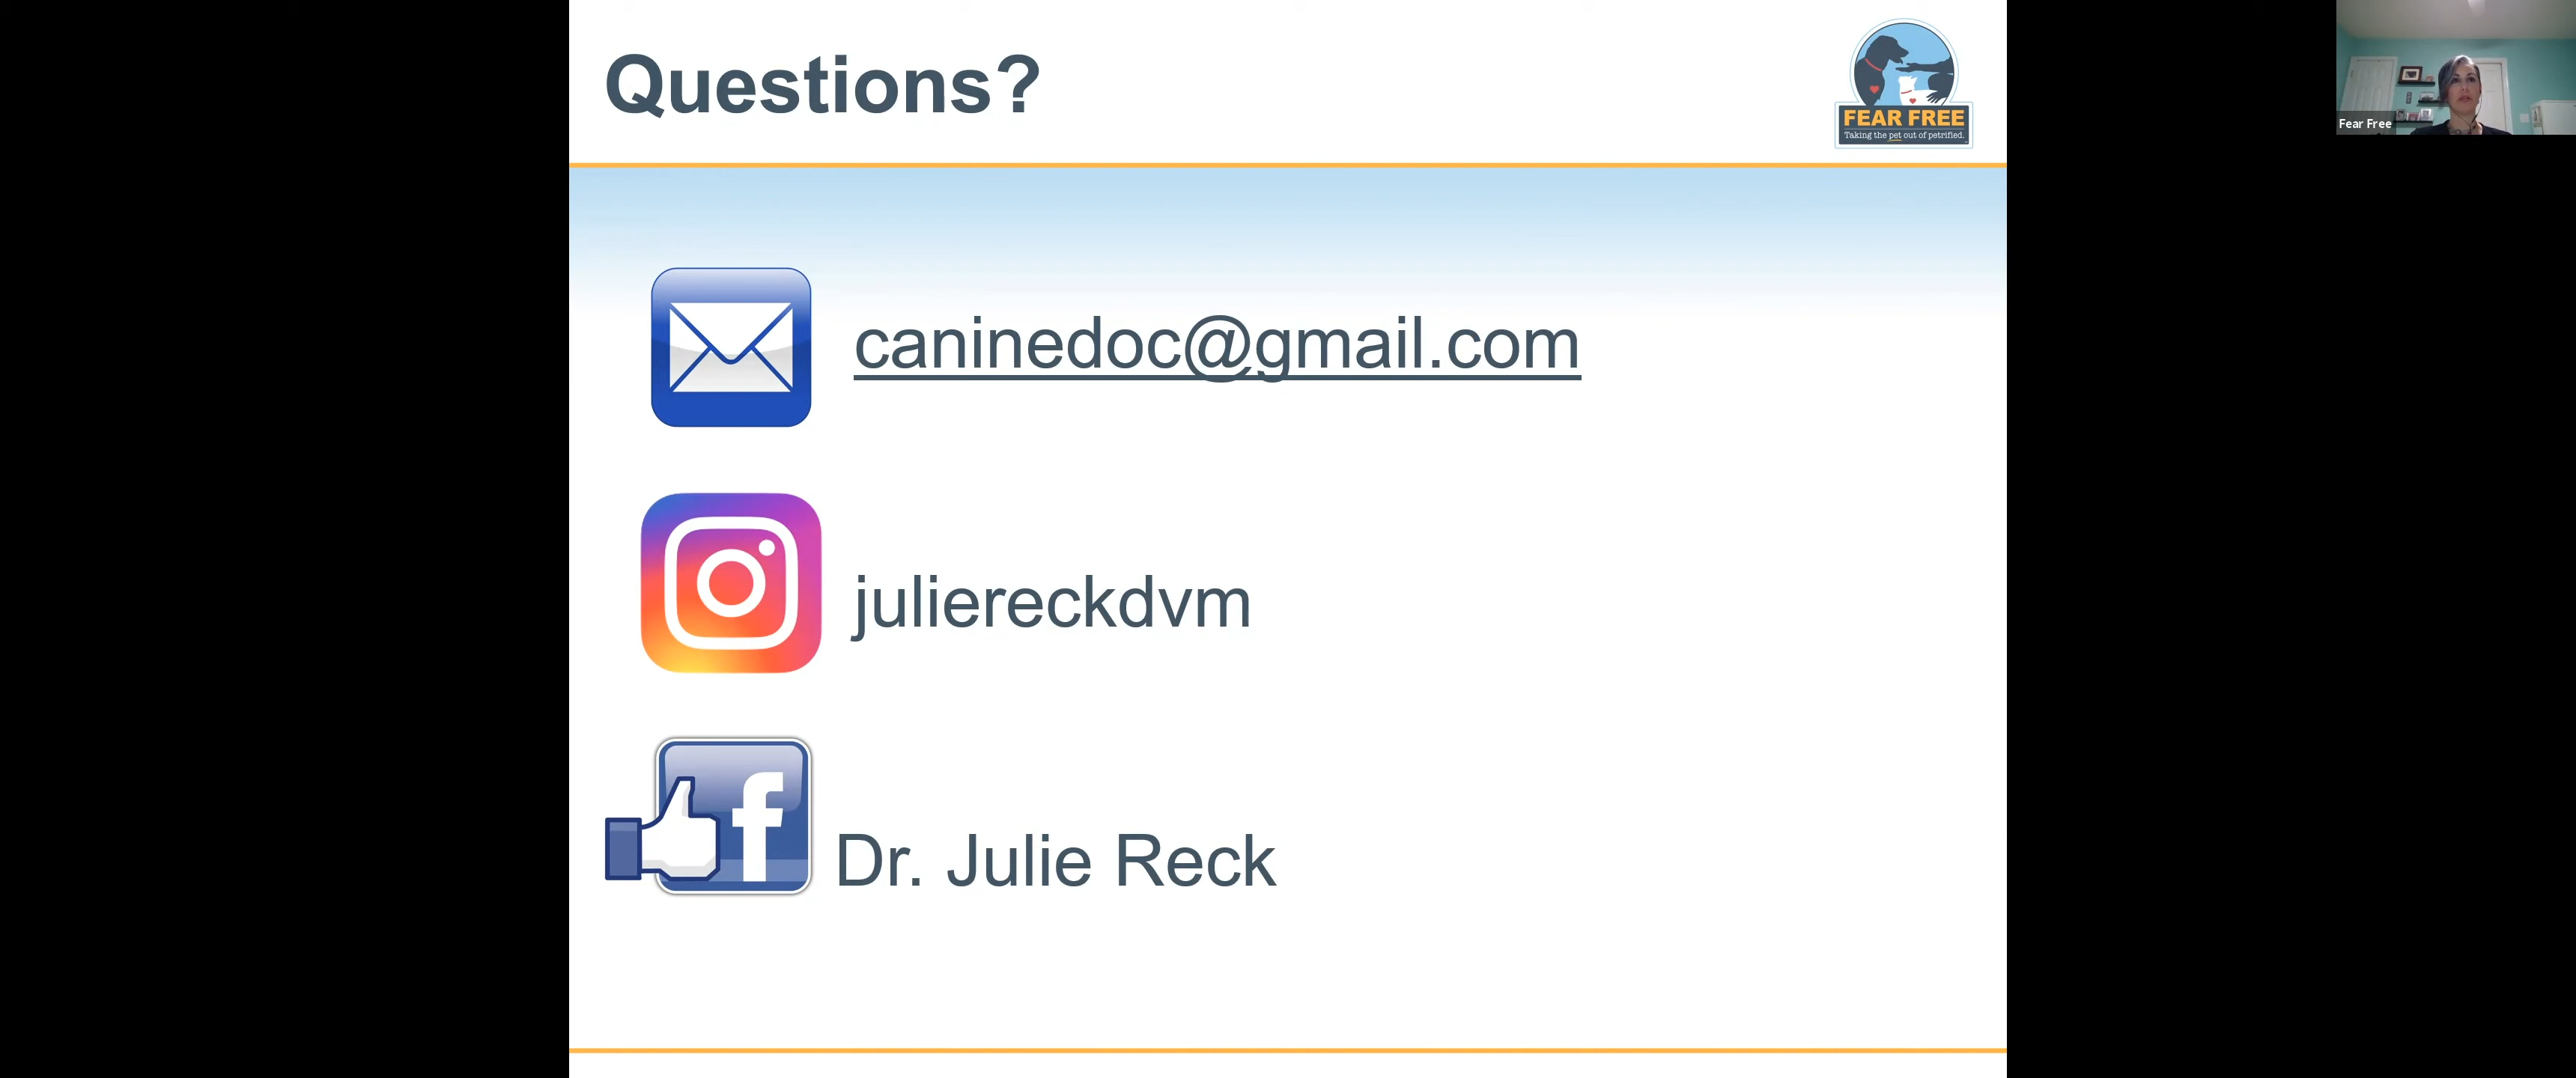 Questions?
FEAR FREE
Taking the pet out of petrified.
Fear Free
caninedoc@gmail.com
juliereckdvm
f
Dr. Julie Reck